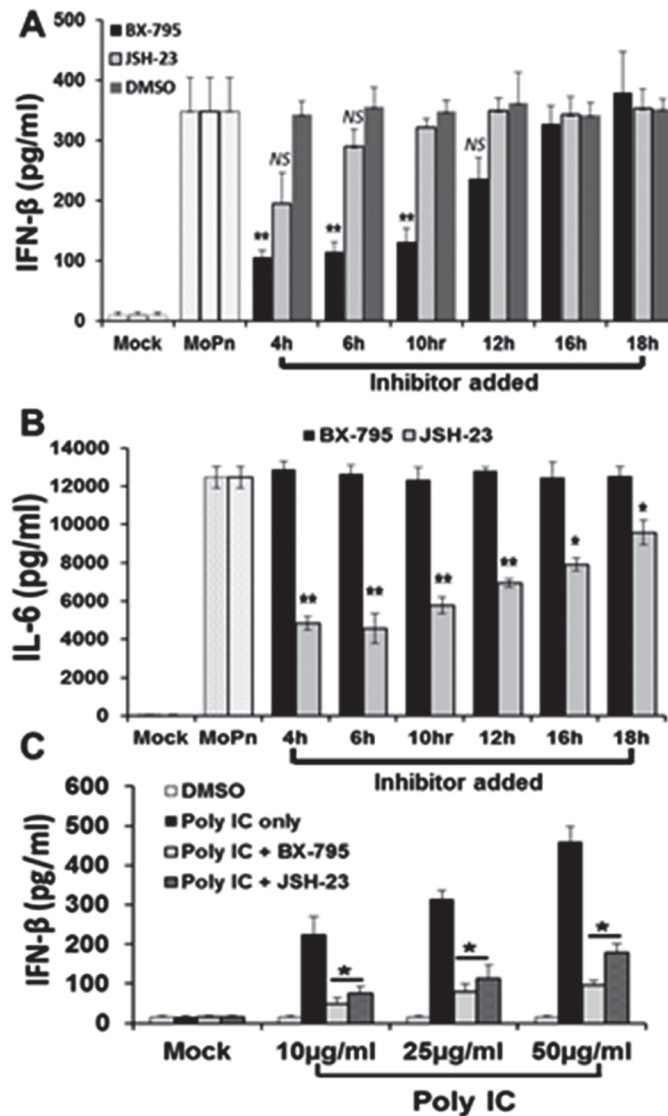 A
BX-795
JSH-23
DMSO
IFN-β (pg/ml)
500
400
300
200
100
0
** NS
** NS
**
NS
Mock MoPn 4h 6h 10hr 12h 16h 18h
Inhibitor added
B
BX-795 JSH-23
IL-6 (pg/ml)
14000
12000
10000
8000
6000
4000
2000
0
** ** ** ** * *
Mock MoPn 4h 6h 10hr 12h 16h 18h
Inhibitor added
C
DMSO
Poly IC only
Poly IC + BX-795
Poly IC + JSH-23
IFN-β (pg/ml)
600
500
400
300
200
100
0
* * *
Mock 10µg/ml 25µg/ml 50µg/ml
Poly IC